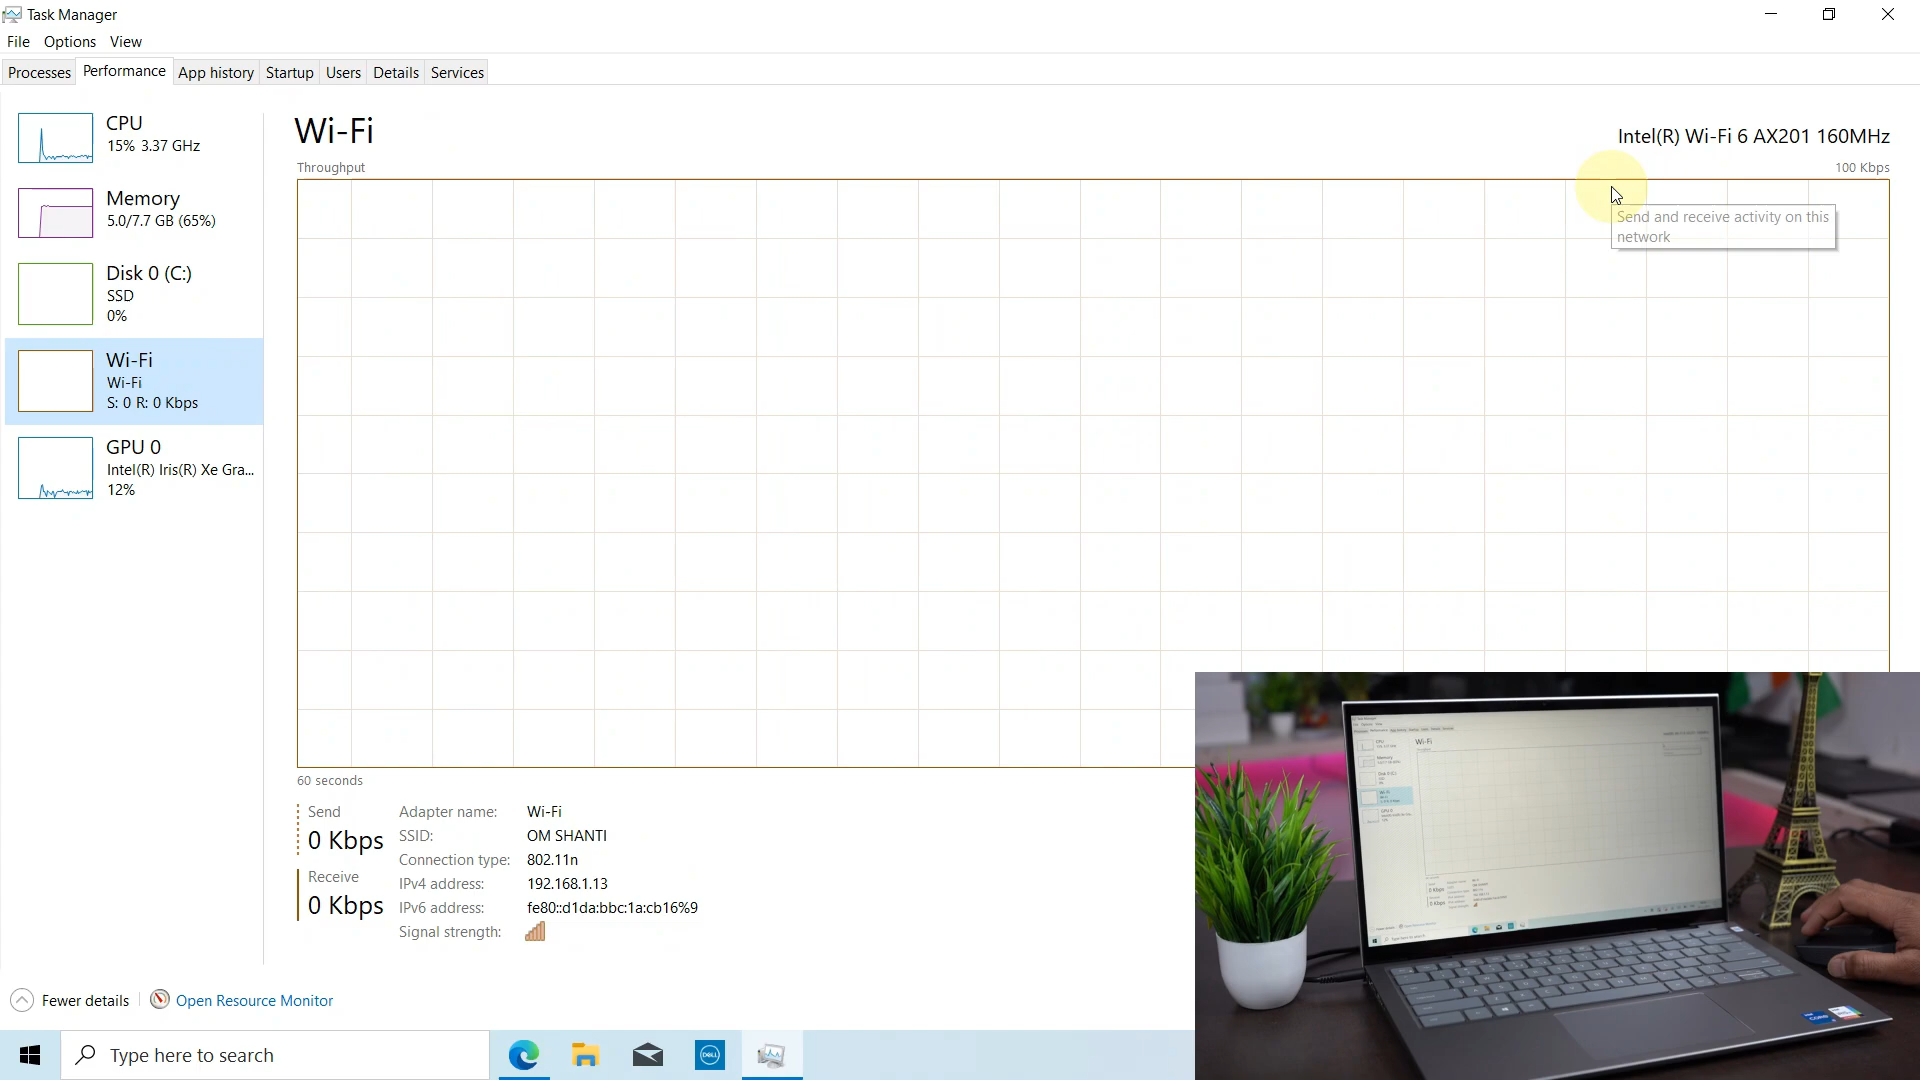 Task Manager
File Options View
Processes Performance App history Startup Users Details Services
CPU
15% 3.37 GHz
Memory
5.0/7.7 GB (65%)
Disk 0 (C:)
SSD
0%
Wi-Fi
Wi-Fi
S: 0 R: 0 Kbps
GPU 0
Intel(R) Iris(R) Xe Gra...
12%
Wi-Fi
Intel(R) Wi-Fi 6 AX201 160MHz
Throughput
100 Kbps
Send and receive activity on this
network
60 seconds
Send
0 Kbps
Receive
0 Kbps
Adapter name: Wi-Fi
SSID: OM SHANTI
Connection type: 802.11n
IPv4 address: 192.168.1.13
IPv6 address: fe80::d1da:bbc:1a:cb16%9
Signal strength:
Fewer details
Open Resource Monitor
Type here to search
DELL
Wi-Fi